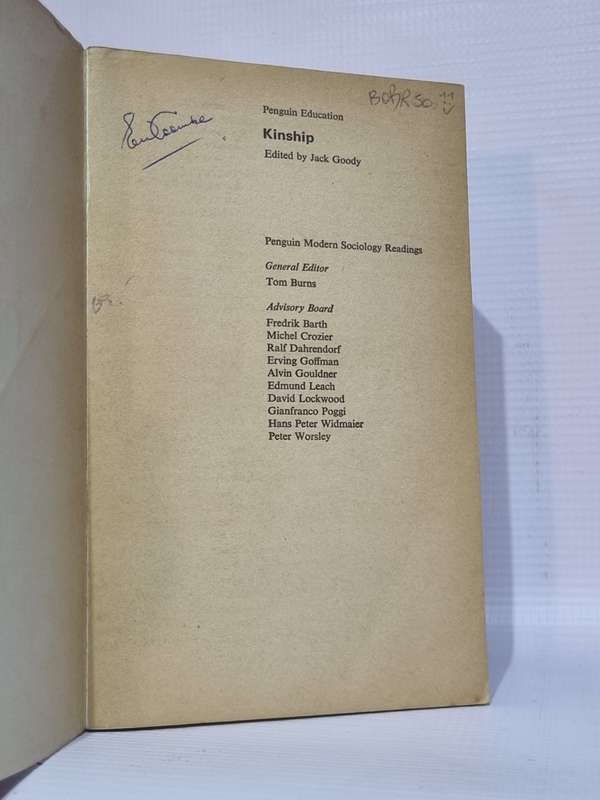 Penguin Education
Kinship
Edited by Jack Goody
Penguin Modern Sociology Readings
General Editor
Tom Burns
Advisory Board
Fredrik Barth
Michel Crozier
Ralf Dahrendorf
Erving Goffman
Alvin Gouldner
Edmund Leach
David Lockwood
Gianfranco Poggi
Hans Peter Widmaier
Peter Worsley